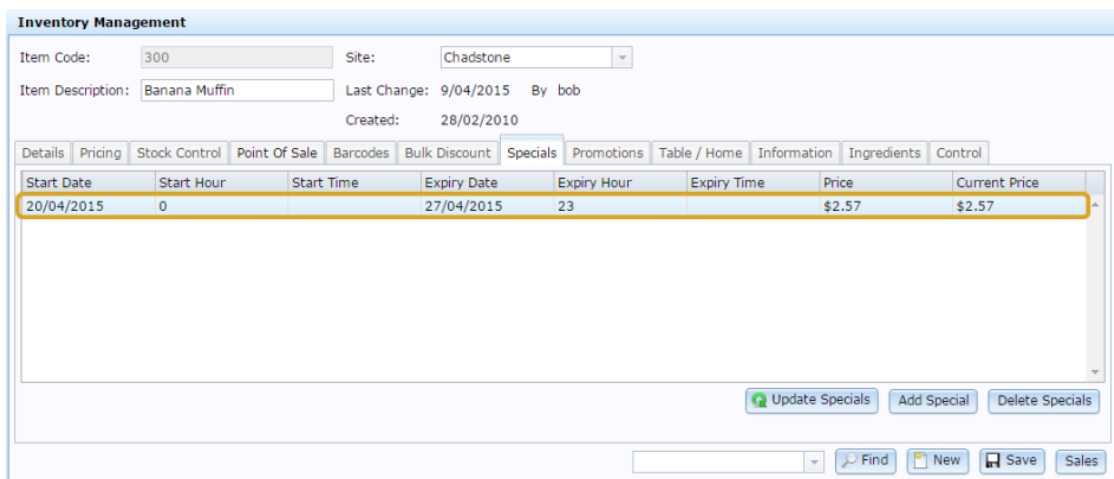 Inventory Management
Item Code: 300 Site: Chadstone
Item Description: Banana Muffin Last Change: 9/04/2015 By bob
Created: 28/02/2010
Details Pricing Stock Control Point Of Sale Barcodes Bulk Discount Specials Promotions Table / Home Information Ingredients Control
Start Date Start Hour Start Time Expiry Date Expiry Hour Expiry Time Price Current Price
20/04/2015 0 27/04/2015 23 $2.57 $2.57
Update Specials Add Special Delete Specials
Find New Save Sales